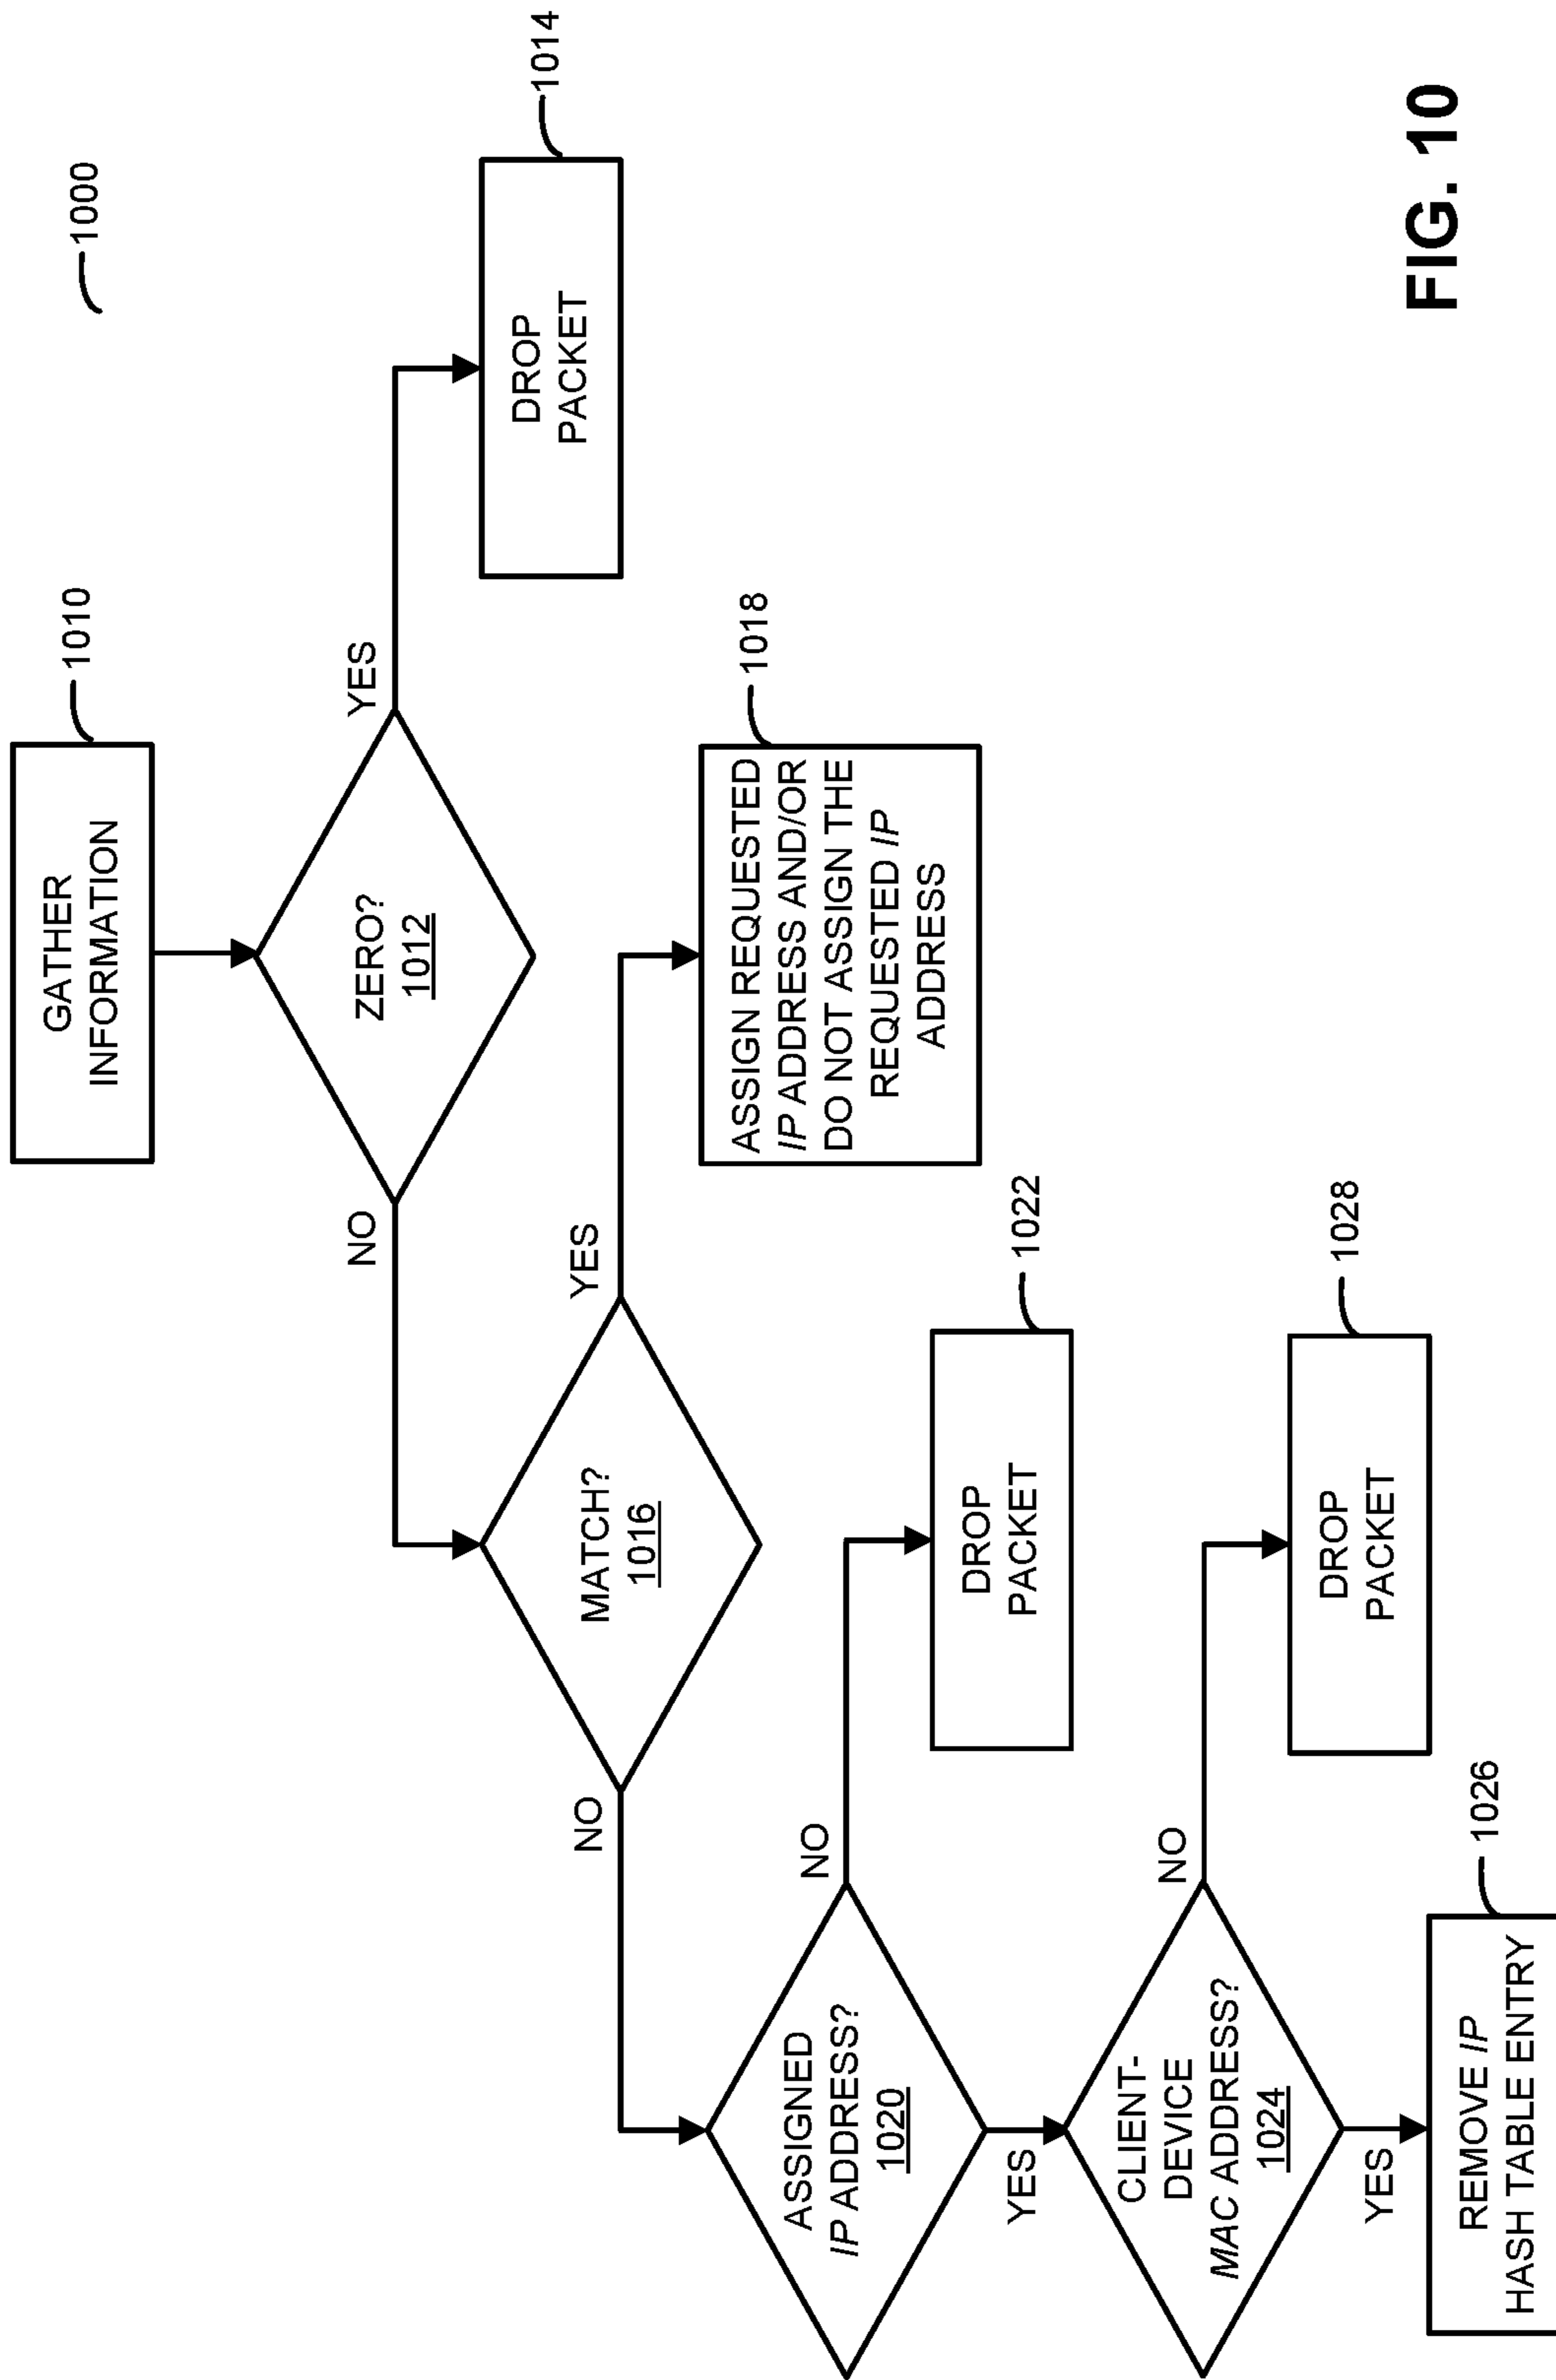 1000
GATHER
INFORMATION
1010
ZERO?
1012
NO
YES
DROP
PACKET
1014
MATCH?
1016
NO
YES
ASSIGN REQUESTED
IP ADDRESS AND/OR
DO NOT ASSIGN THE
REQUESTED IP
ADDRESS
1018
ASSIGNED
IP ADDRESS?
1020
NO
YES
DROP
PACKET
1022
CLIENT-
DEVICE
MAC ADDRESS?
1024
NO
YES
DROP
PACKET
1028
REMOVE IP
HASH TABLE ENTRY
1026
FIG. 10